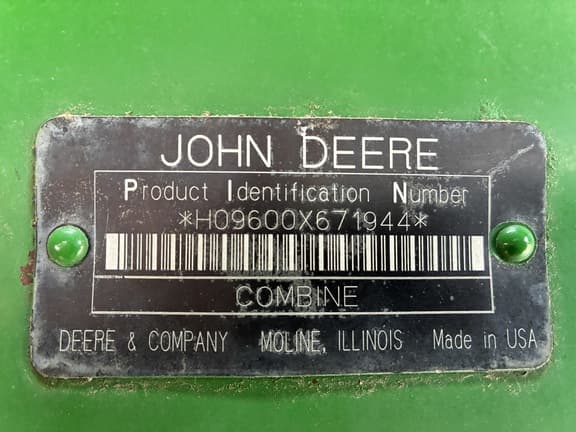 JOHN DEERE
Product Identification Number
*H09600X671944*
COMBINE
DEERE & COMPANY MOLINE, ILLINOIS Made in USA